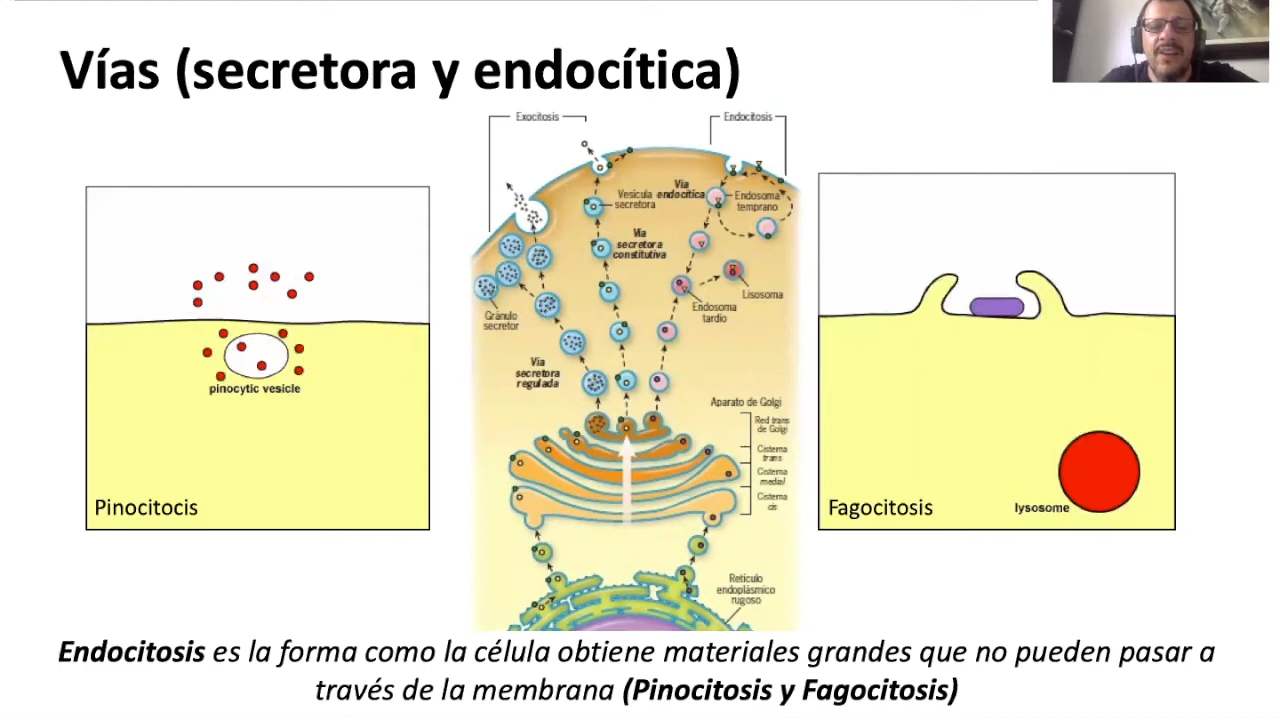 Vías (secretora y endocítica)
pinocytic vesicle
Pinocitocis
Exocitosis
Endocitosis
Vesícula
secretora
Vía
endocítica
Endosoma
temprano
Vía
secretora
constitutiva
Gránulo
secretor
Lisosoma
Endosoma
tardío
Vía
secretora
regulada
Aparato de Golgi
Red trans
de Golgi
Cisterna
trans
Cisterna
medial
Cisterna
cis
Retículo
endoplásmico
rugoso
lysosome
Fagocitosis
Endocitosis es la forma como la célula obtiene materiales grandes que no pueden pasar a
través de la membrana (Pinocitosis y Fagocitosis)